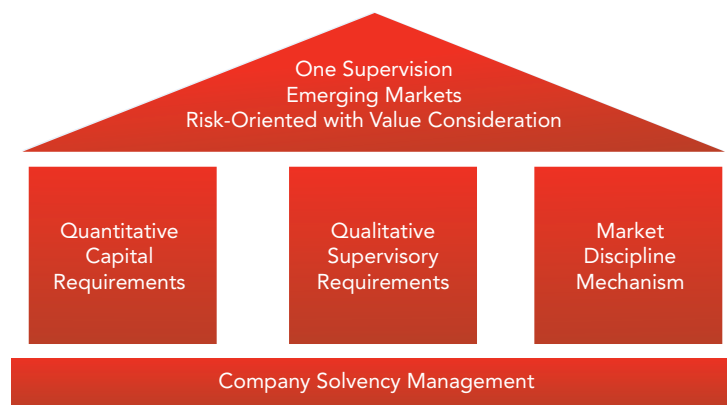 One Supervision
Emerging Markets
Risk-Oriented with Value Consideration
Quantitative
Capital
Requirements
Qualitative
Supervisory
Requirements
Market
Discipline
Mechanism
Company Solvency Management